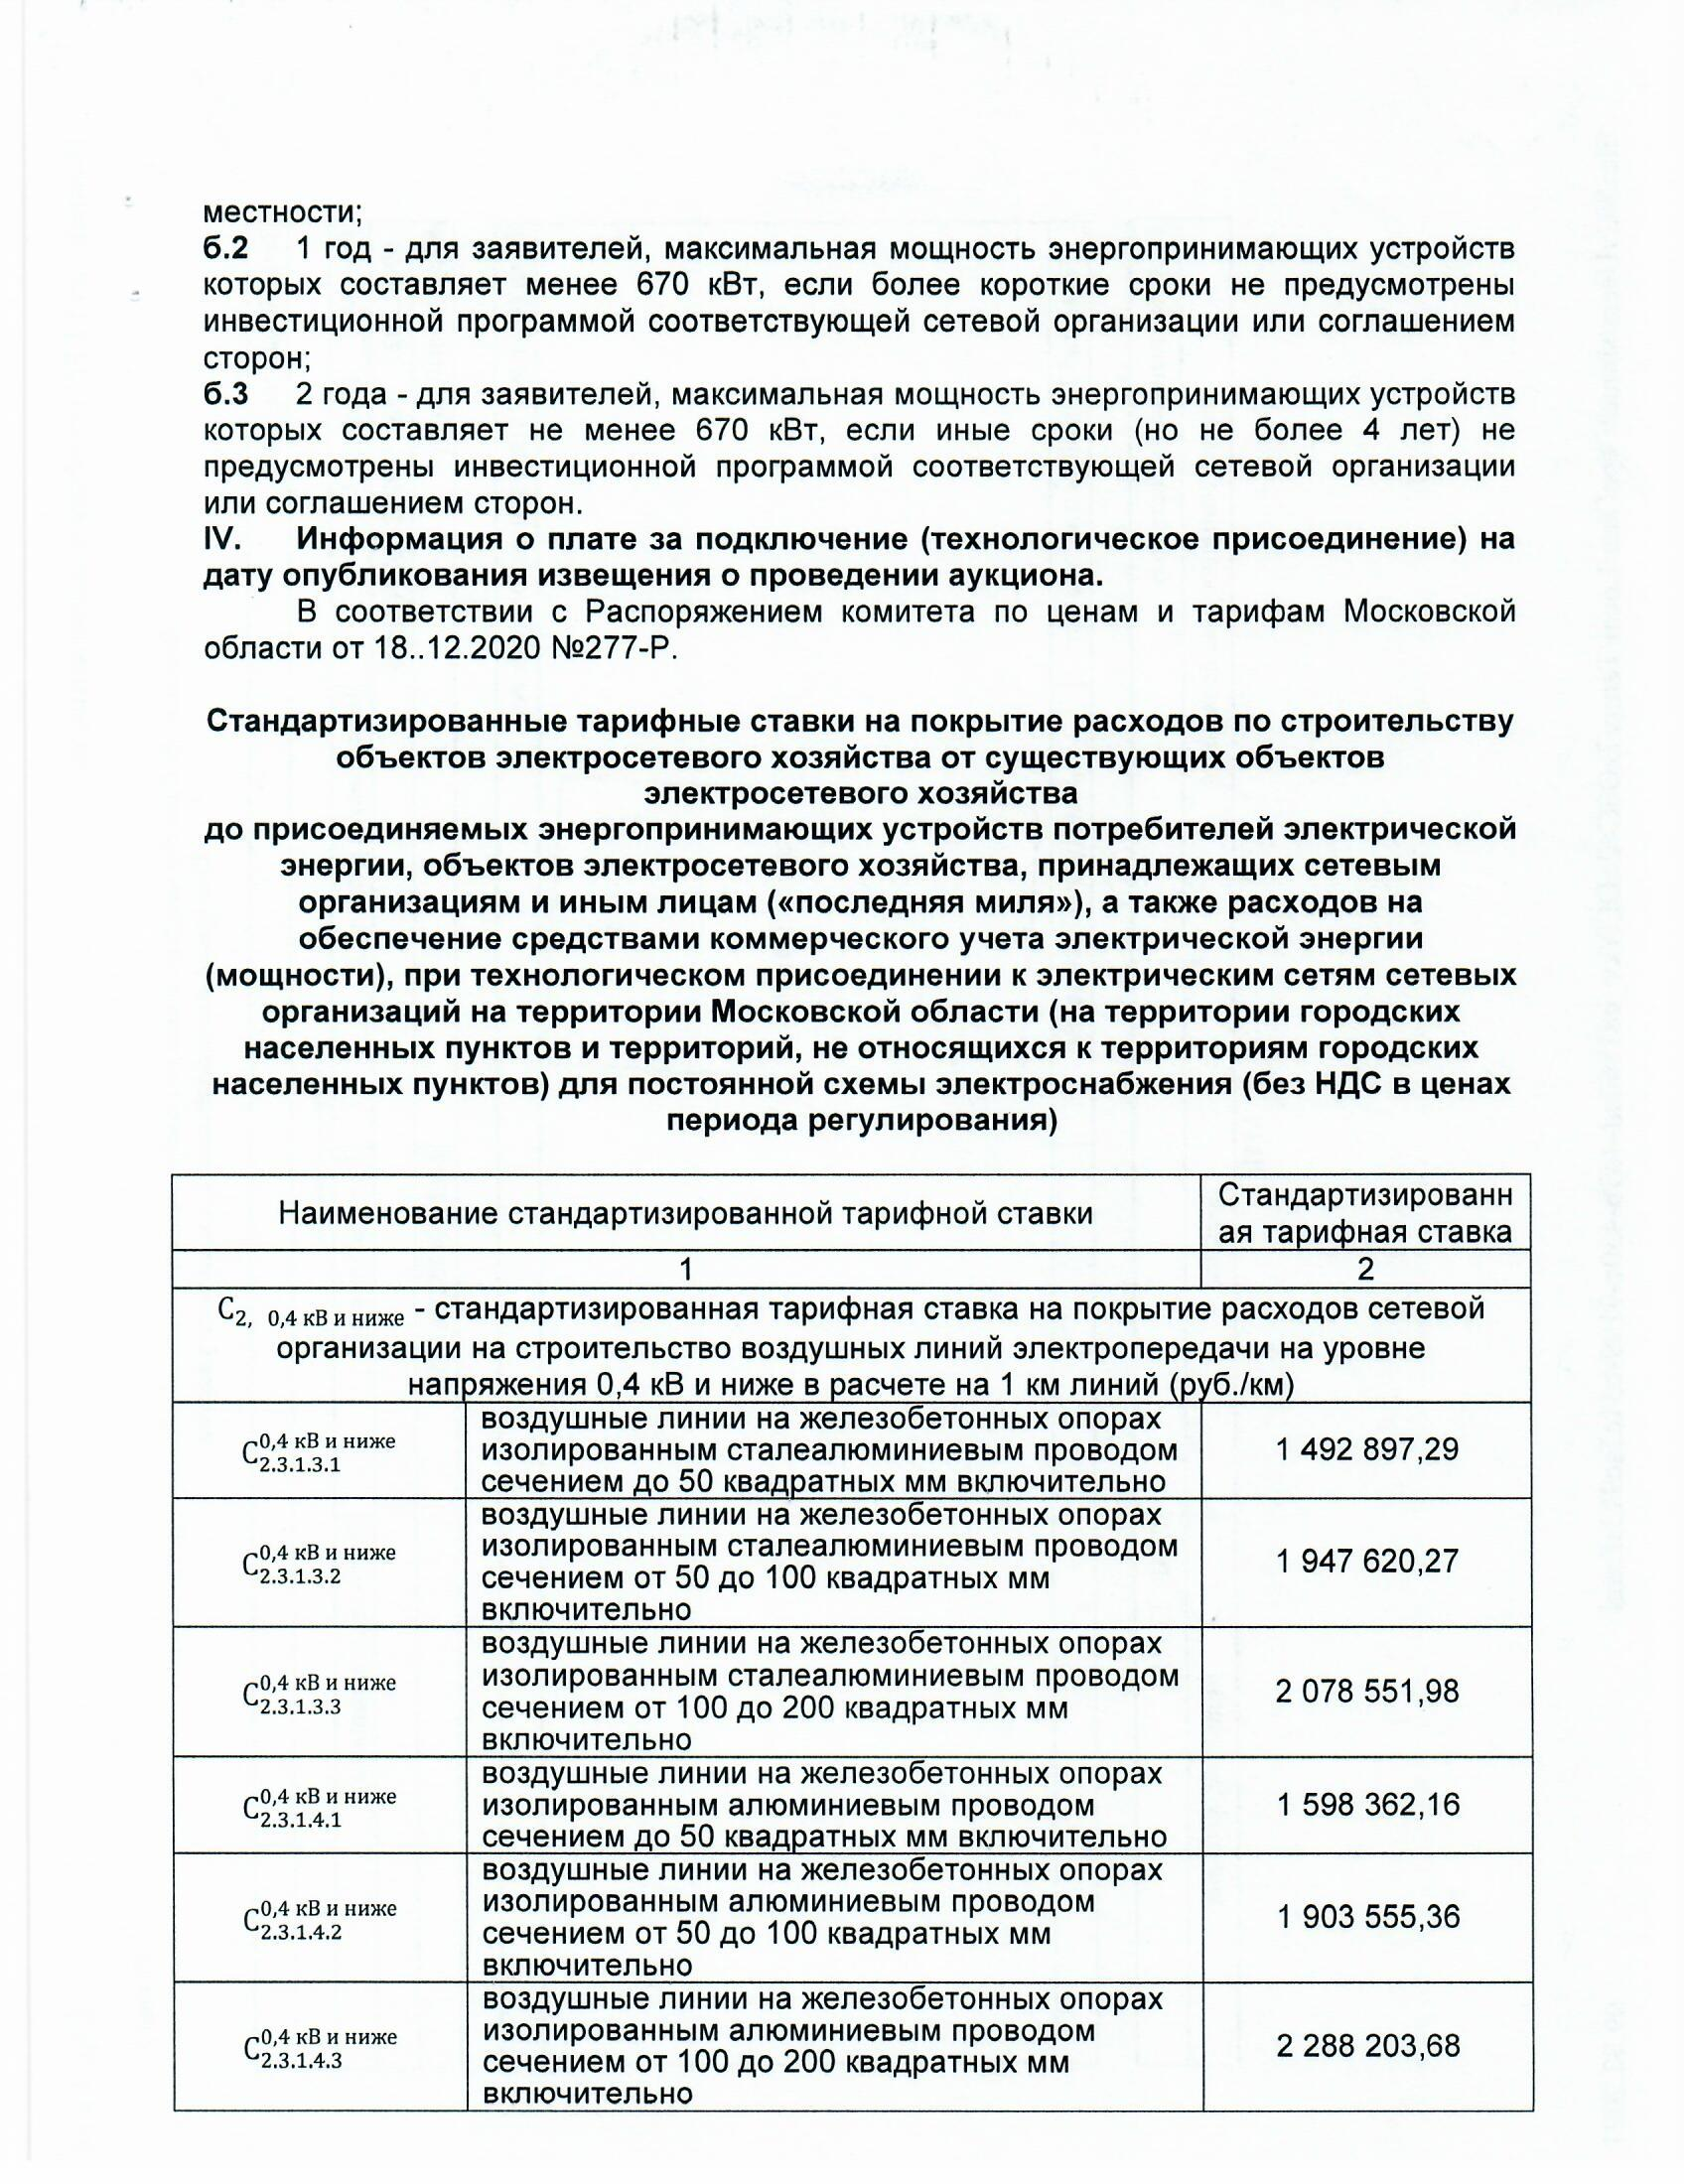 местности;
б.2 1 год - для заявителей, максимальная мощность энергопринимающих устройств
которых составляет менее 670 кВт, если более короткие сроки не предусмотрены
инвестиционной программой соответствующей сетевой организации или соглашением
сторон;
б.3 2 года - для заявителей, максимальная мощность энергопринимающих устройств
которых составляет не менее 670 кВт, если иные сроки (но не более 4 лет) не
предусмотрены инвестиционной программой соответствующей сетевой организации
или соглашением сторон.
IV. Информация о плате за подключение (технологическое присоединение) на
дату опубликования извещения о проведении аукциона.
В соответствии с Распоряжением комитета по ценам и тарифам Московской
области от 18..12.2020 №277-Р.
Стандартизированные тарифные ставки на покрытие расходов по строительству
объектов электросетевого хозяйства от существующих объектов
электросетевого хозяйства
до присоединяемых энергопринимающих устройств потребителей электрической
энергии, объектов электросетевого хозяйства, принадлежащих сетевым
организациям и иным лицам («последняя миля»), а также расходов на
обеспечение средствами коммерческого учета электрической энергии
(мощности), при технологическом присоединении к электрическим сетям сетевых
организаций на территории Московской области (на территории городских
населенных пунктов и территорий, не относящихся к территориям городских
населенных пунктов) для постоянной схемы электроснабжения (без НДС в ценах
периода регулирования)
Наименование стандартизированной тарифной ставки
Стандартизированн
ая тарифная ставка
1 2
C2, 0,4 кВ и ниже - стандартизированная тарифная ставка на покрытие расходов сетевой
организации на строительство воздушных линий электропередачи на уровне
напряжения 0,4 кВ и ниже в расчете на 1 км линий (руб./км)
C 0,4 кВ и ниже 2.3.1.3.1
воздушные линии на железобетонных опорах
изолированным сталеалюминиевым проводом
сечением до 50 квадратных мм включительно
1 492 897,29
C 0,4 кВ и ниже 2.3.1.3.2
воздушные линии на железобетонных опорах
изолированным сталеалюминиевым проводом
сечением от 50 до 100 квадратных мм
включительно
1 947 620,27
C 0,4 кВ и ниже 2.3.1.3.3
воздушные линии на железобетонных опорах
изолированным сталеалюминиевым проводом
сечением от 100 до 200 квадратных мм
включительно
2 078 551,98
C 0,4 кВ и ниже 2.3.1.4.1
воздушные линии на железобетонных опорах
изолированным алюминиевым проводом
сечением до 50 квадратных мм включительно
1 598 362,16
C 0,4 кВ и ниже 2.3.1.4.2
воздушные линии на железобетонных опорах
изолированным алюминиевым проводом
сечением от 50 до 100 квадратных мм
включительно
1 903 555,36
C 0,4 кВ и ниже 2.3.1.4.3
воздушные линии на железобетонных опорах
изолированным алюминиевым проводом
сечением от 100 до 200 квадратных мм
включительно
2 288 203,68